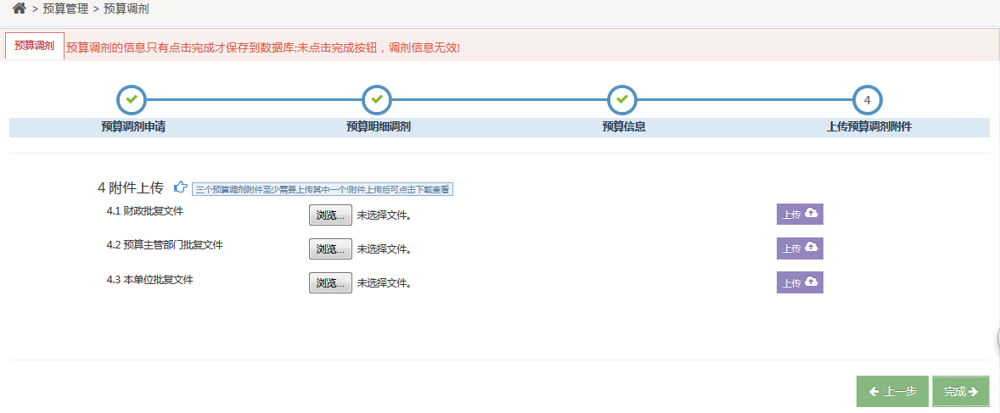 > 预算管理 > 预算调剂
预算调剂 预算调剂的信息只有点击完成才保存到数据库;未点击完成按钮，调剂信息无效!
4
预算调剂申请 预算明细调剂 预算信息 上传预算调剂附件
4 附件上传 三个预算调剂附件至少需要上传其中一个!附件上传后可点击下载查看
4.1 财政批复文件 浏览... 未选择文件。 上传
4.2 预算主管部门批复文件 浏览... 未选择文件。 上传
4.3 本单位批复文件 浏览... 未选择文件。 上传
上一步 完成